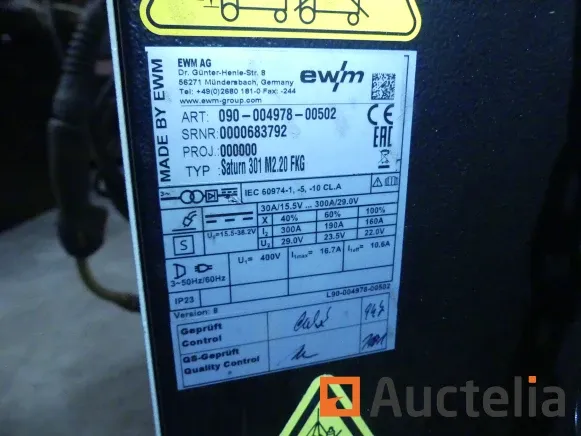 MADE BY EWM
EWM AG
Dr. Günter-Henle-Str. 8
56271 Mündersbach, Germany
Tel: +49(0)2680 181-0 Fax: -244
www.ewm-group.com
ewm
ART: 090-004978-00502
SRNR: 0000683792
PROJ: 000000
TYP: Saturn 301 M2.20 FKG
CE
EAC
IEC 60974-1, -5, -10 CL.A
30A/15.5V ... 300A/29.0V
X 40% 60% 100%
S U₀=15.5-38.2V I₂ 300A 190A 160A
U₂ 29.0V 23.5V 22.0V
3~50Hz/60Hz U₁= 400V I₁max= 16.7A I₁eff= 10.6A
IP23 L90-004978-00502
Version: 8
Geprüft
Control
QS-Geprüft
Quality Control
Auctelia